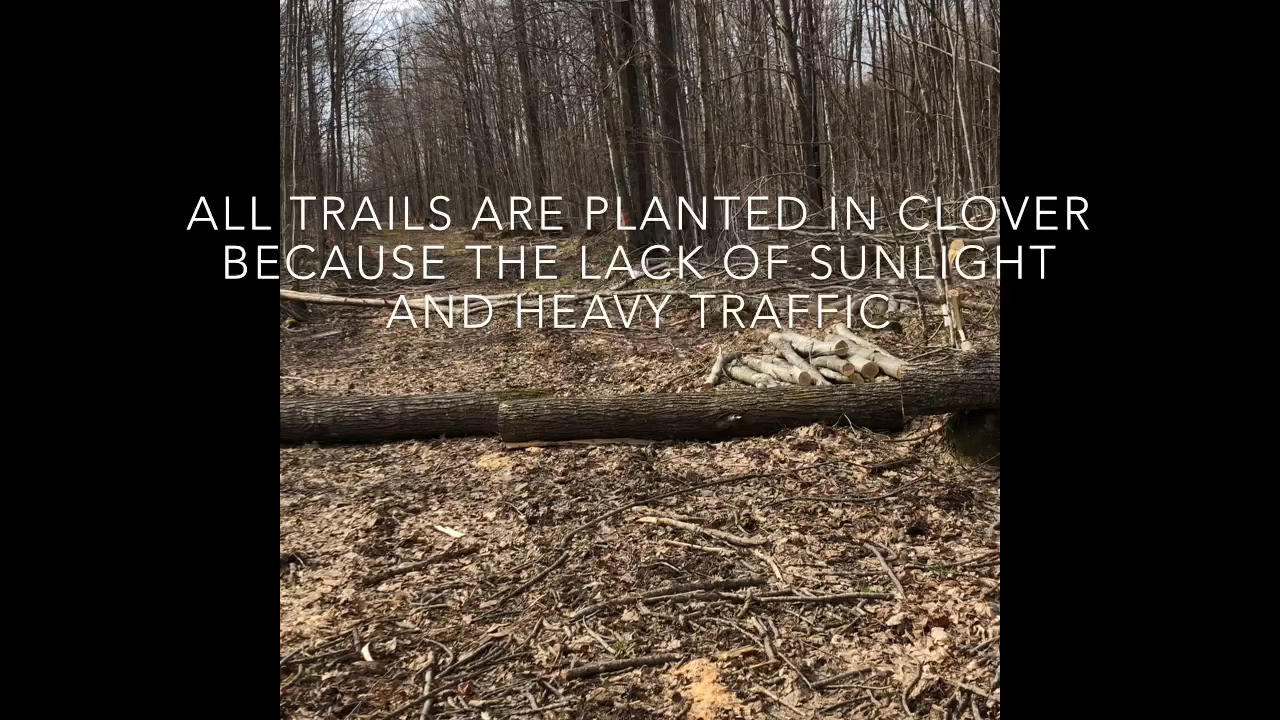 ALL TRAILS ARE PLANTED IN CLOVER
BECAUSE THE LACK OF SUNLIGHT
AND HEAVY TRAFFIC